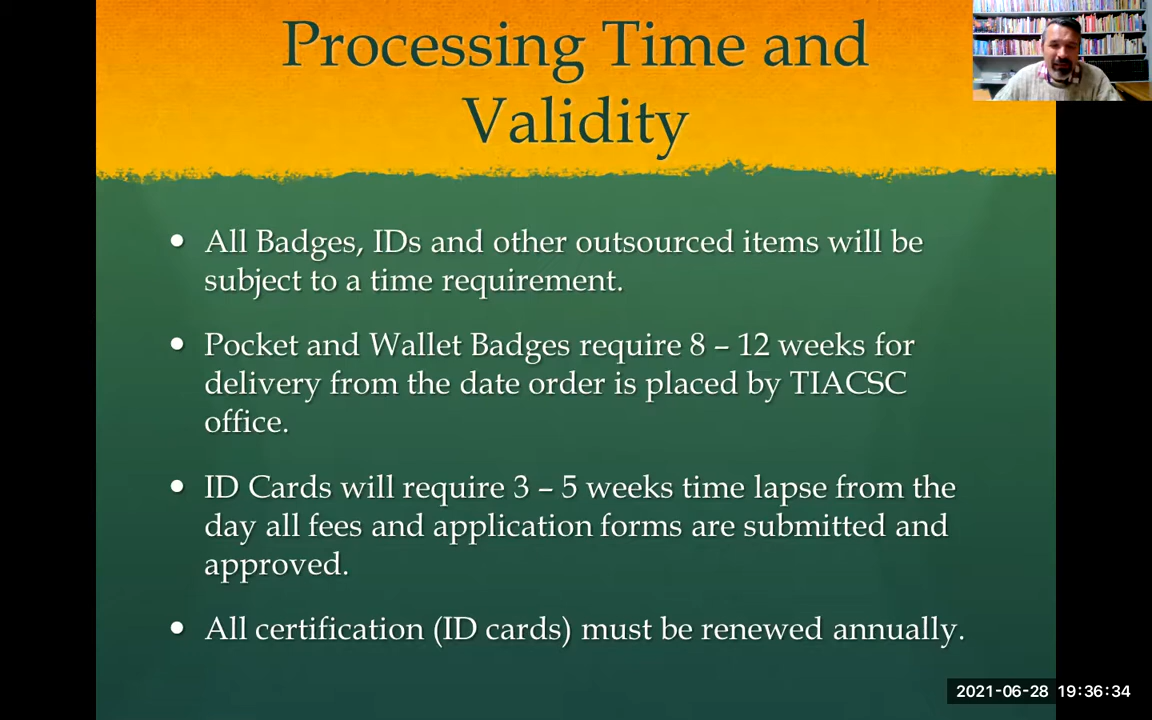 Processing Time and
Validity
• All Badges, IDs and other outsourced items will be
subject to a time requirement.
• Pocket and Wallet Badges require 8 – 12 weeks for
delivery from the date order is placed by TIACSC
office.
• ID Cards will require 3 – 5 weeks time lapse from the
day all fees and application forms are submitted and
approved.
• All certification (ID cards) must be renewed annually.
2021-06-28 19:36:34